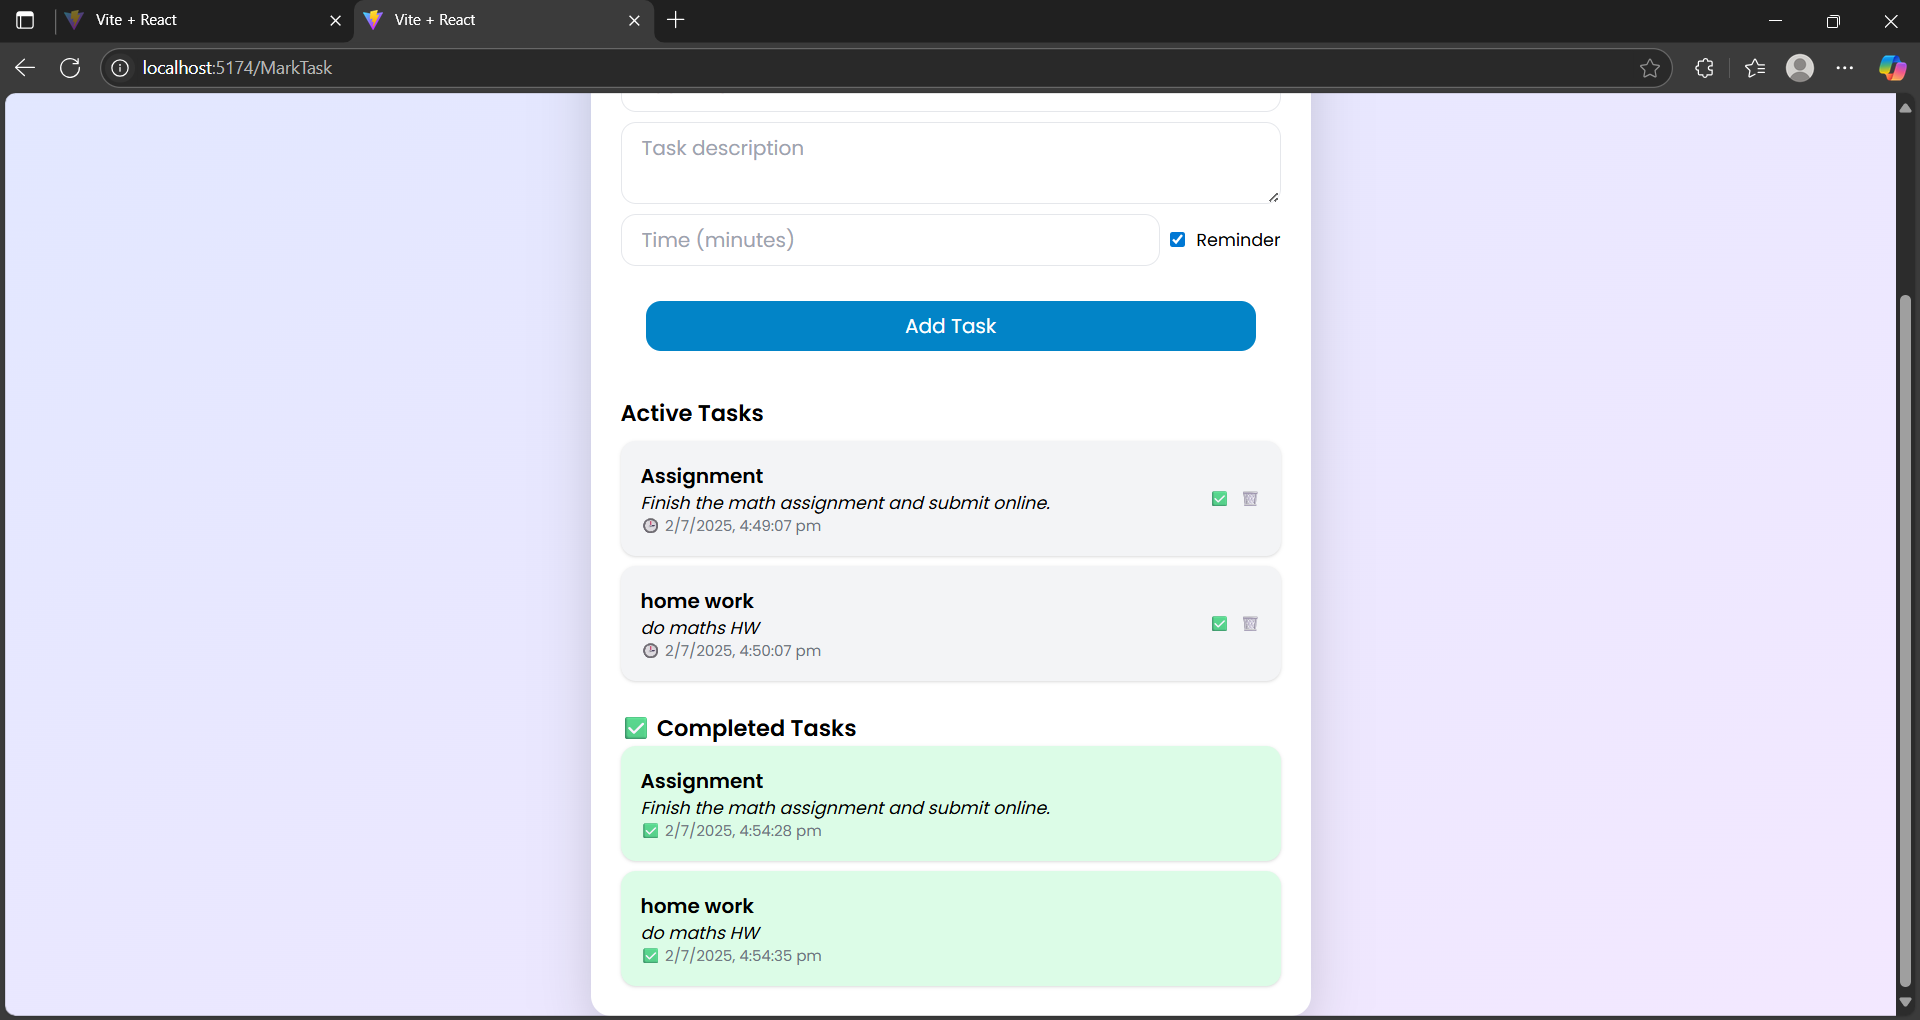 Vite + React
Vite + React
localhost:5174/MarkTask
Task description
Time (minutes)
Reminder
Add Task
Active Tasks
Assignment
Finish the math assignment and submit online.
2/7/2025, 4:49:07 pm
home work
do maths HW
2/7/2025, 4:50:07 pm
Completed Tasks
Assignment
Finish the math assignment and submit online.
2/7/2025, 4:54:28 pm
home work
do maths HW
2/7/2025, 4:54:35 pm